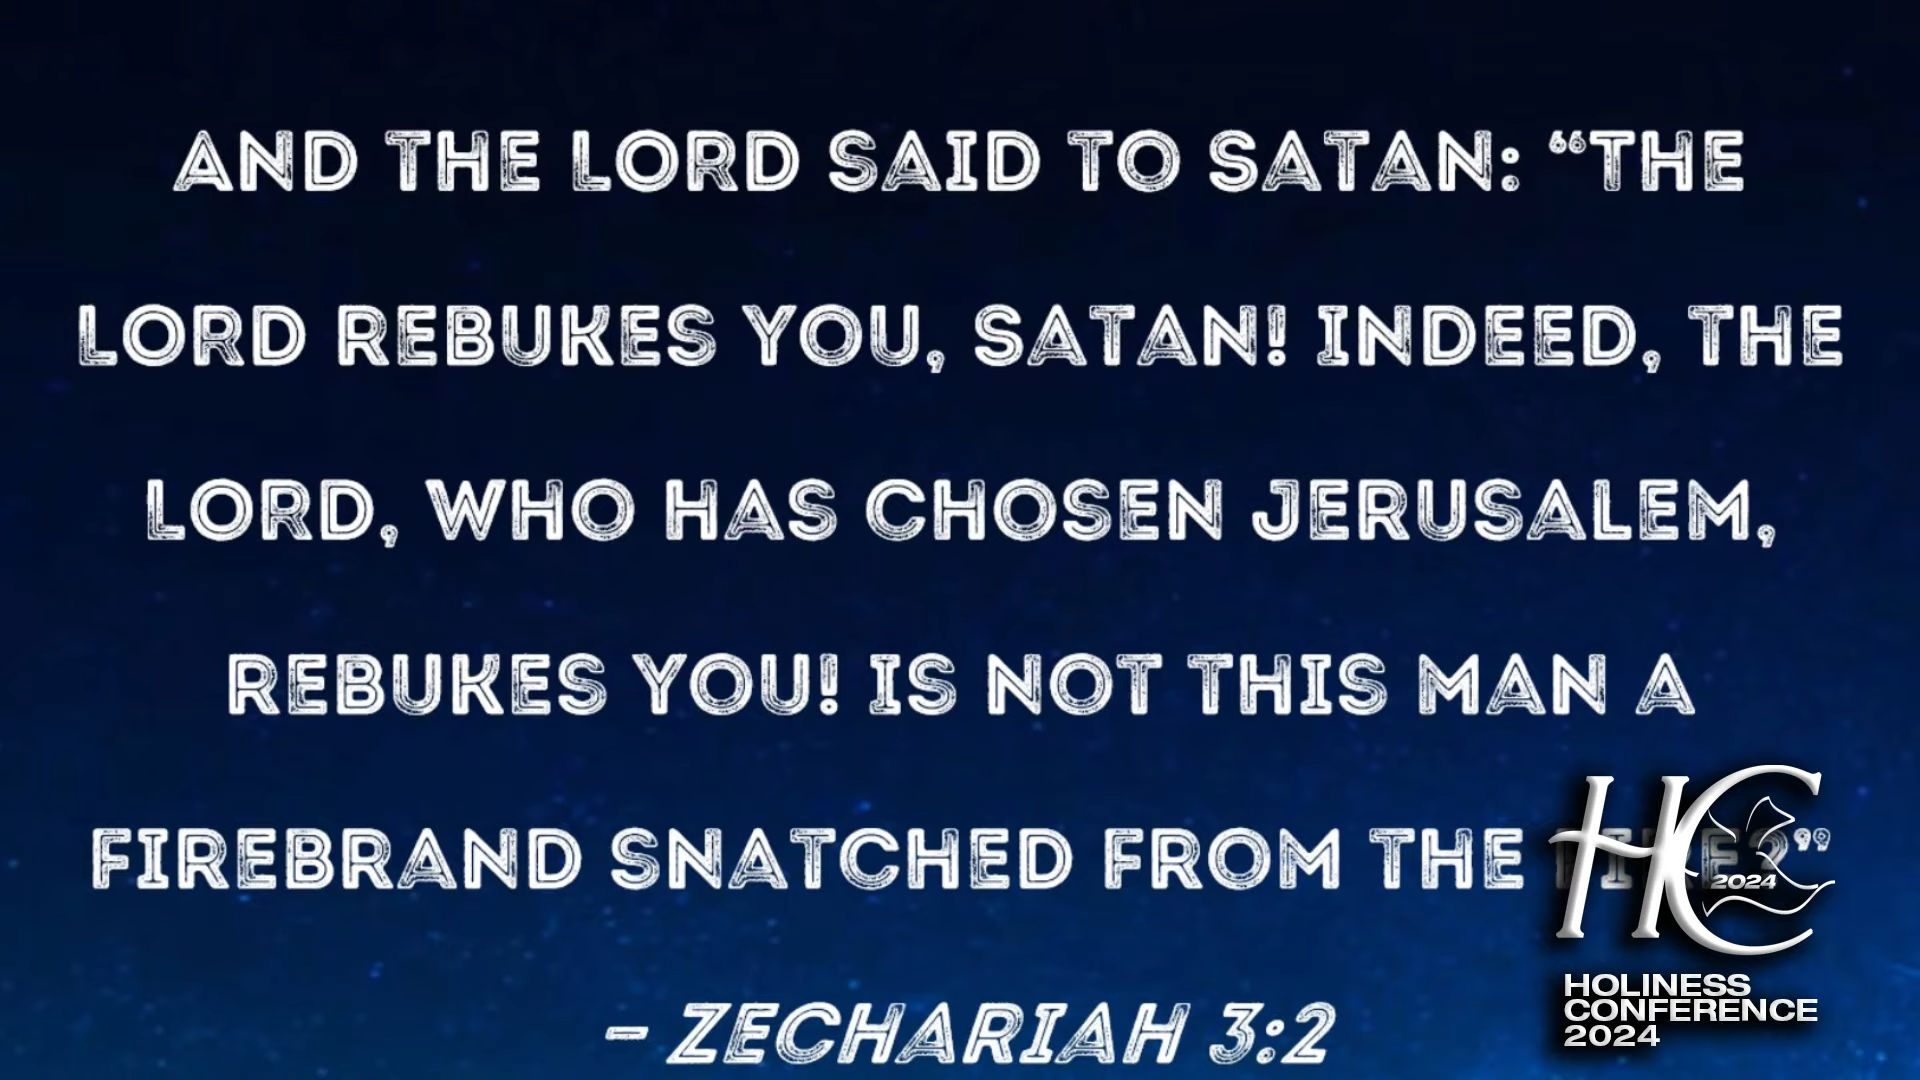 AND THE LORD SAID TO SATAN: “THE
LORD REBUKES YOU, SATAN! INDEED, THE
LORD, WHO HAS CHOSEN JERUSALEM,
REBUKES YOU! IS NOT THIS MAN A
FIREBRAND SNATCHED FROM THE FIRE?”
– ZECHARIAH 3:2
HC
2024
HOLINESS
CONFERENCE
2024